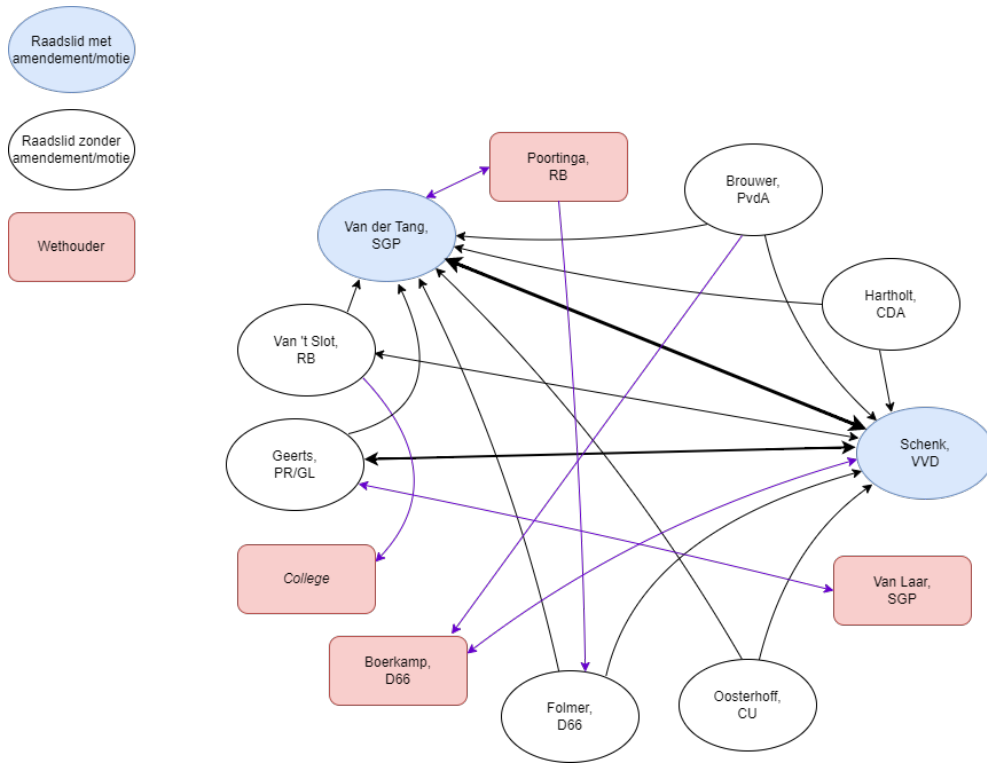 Raadslid met
amendement/motie
Raadslid zonder
amendement/motie
Wethouder
Poortinga,
RB
Brouwer,
PvdA
Van der Tang,
SGP
Hartholt,
CDA
Van 't Slot,
RB
Geerts,
PR/GL
Schenk,
VVD
College
Van Laar,
SGP
Boerkamp,
D66
Folmer,
D66
Oosterhoff,
CU